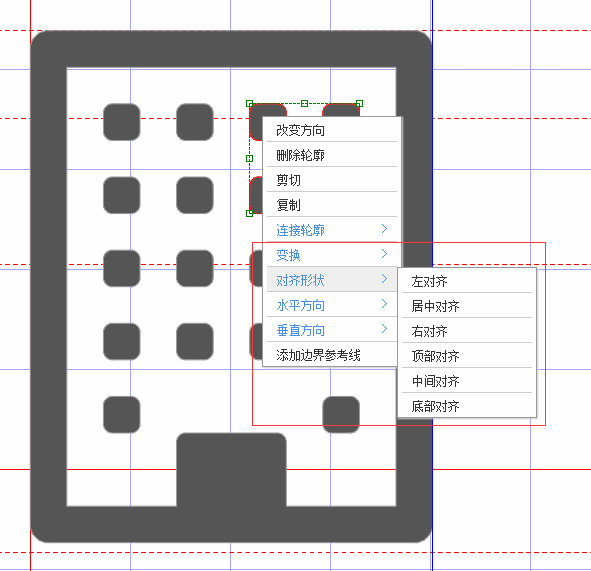 改变方向
删除轮廓
剪切
复制
连接轮廓
变换
对齐形状
水平方向
垂直方向
添加边界参考线
左对齐
居中对齐
右对齐
顶部对齐
中间对齐
底部对齐